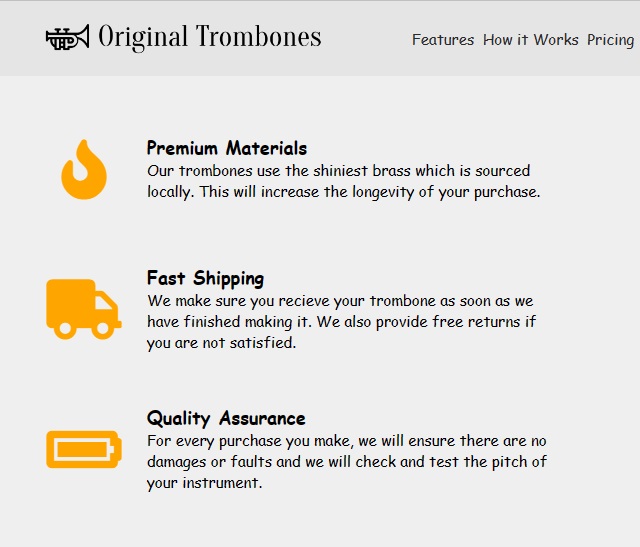 Original Trombones
Features How it Works Pricing
Premium Materials
Our trombones use the shiniest brass which is sourced
locally. This will increase the longevity of your purchase.
Fast Shipping
We make sure you recieve your trombone as soon as we
have finished making it. We also provide free returns if
you are not satisfied.
Quality Assurance
For every purchase you make, we will ensure there are no
damages or faults and we will check and test the pitch of
your instrument.